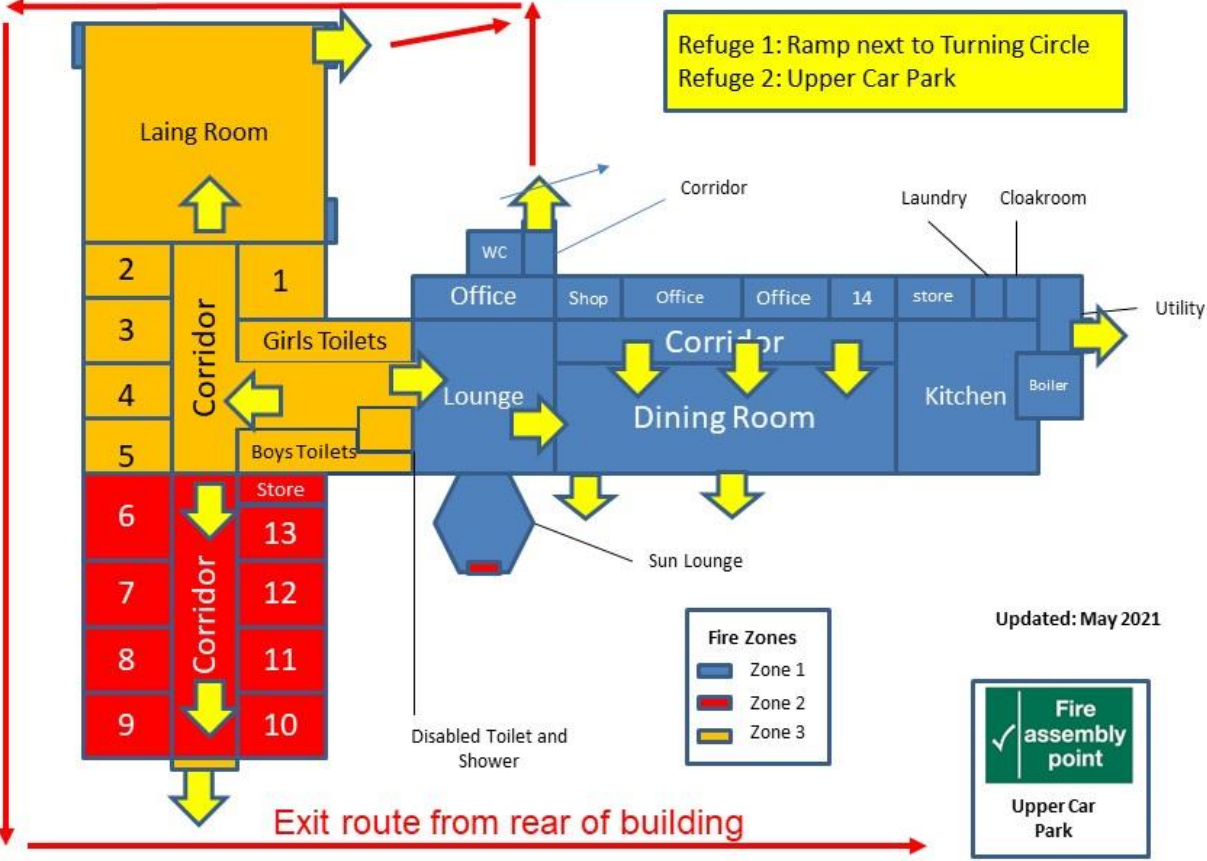 Refuge 1: Ramp next to Turning Circle
Refuge 2: Upper Car Park
Laing Room
Corridor
Laundry
Cloakroom
WC
2
1
Office
Shop
Office
Office
14
store
Utility
3
Corridor
Girls Toilets
Corridor
4
Lounge
Dining Room
Kitchen
Boiler
5
Boys Toilets
6
Store
13
Corridor
Sun Lounge
7
12
8
11
9
10
Disabled Toilet and
Shower
Fire Zones
Zone 1
Zone 2
Zone 3
Updated: May 2021
Fire
assembly
point
Upper Car
Park
Exit route from rear of building